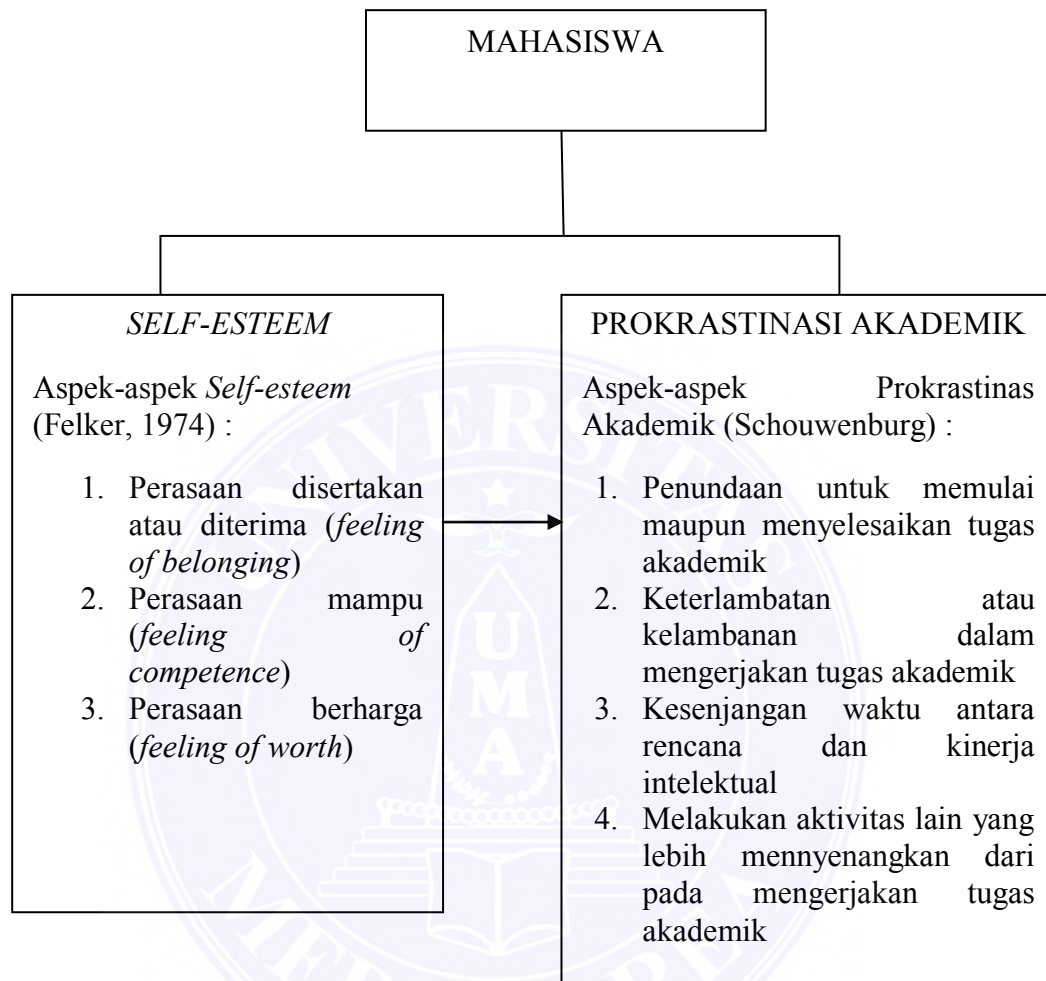 MAHASISWA
SELF-ESTEEM
Aspek-aspek Self-esteem
(Felker, 1974) :
1. Perasaan disertakan
atau diterima (feeling
of belonging)
2. Perasaan mampu
(feeling of
competence)
3. Perasaan berharga
(feeling of worth)
PROKRASTINASI AKADEMIK
Aspek-aspek Prokrastinas
Akademik (Schouwenburg) :
1. Penundaan untuk memulai
maupun menyelesaikan tugas
akademik
2. Keterlambatan atau
kelambanan dalam
mengerjakan tugas akademik
3. Kesenjangan waktu antara
rencana dan kinerja
intelektual
4. Melakukan aktivitas lain yang
lebih mennyenangkan dari
pada mengerjakan tugas
akademik
UNIVERSITAS
UMA